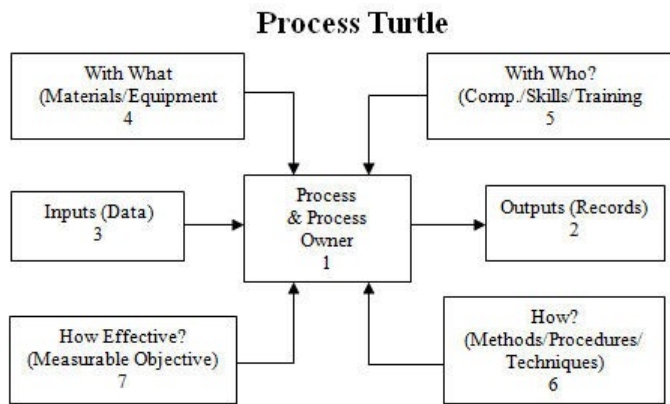 Process Turtle
With What
(Materials/Equipment
4
With Who?
(Comp./Skills/Training
5
Inputs (Data)
3
Process
& Process
Owner
1
Outputs (Records)
2
How Effective?
(Measurable Objective)
7
How?
(Methods/Procedures/
Techniques)
6